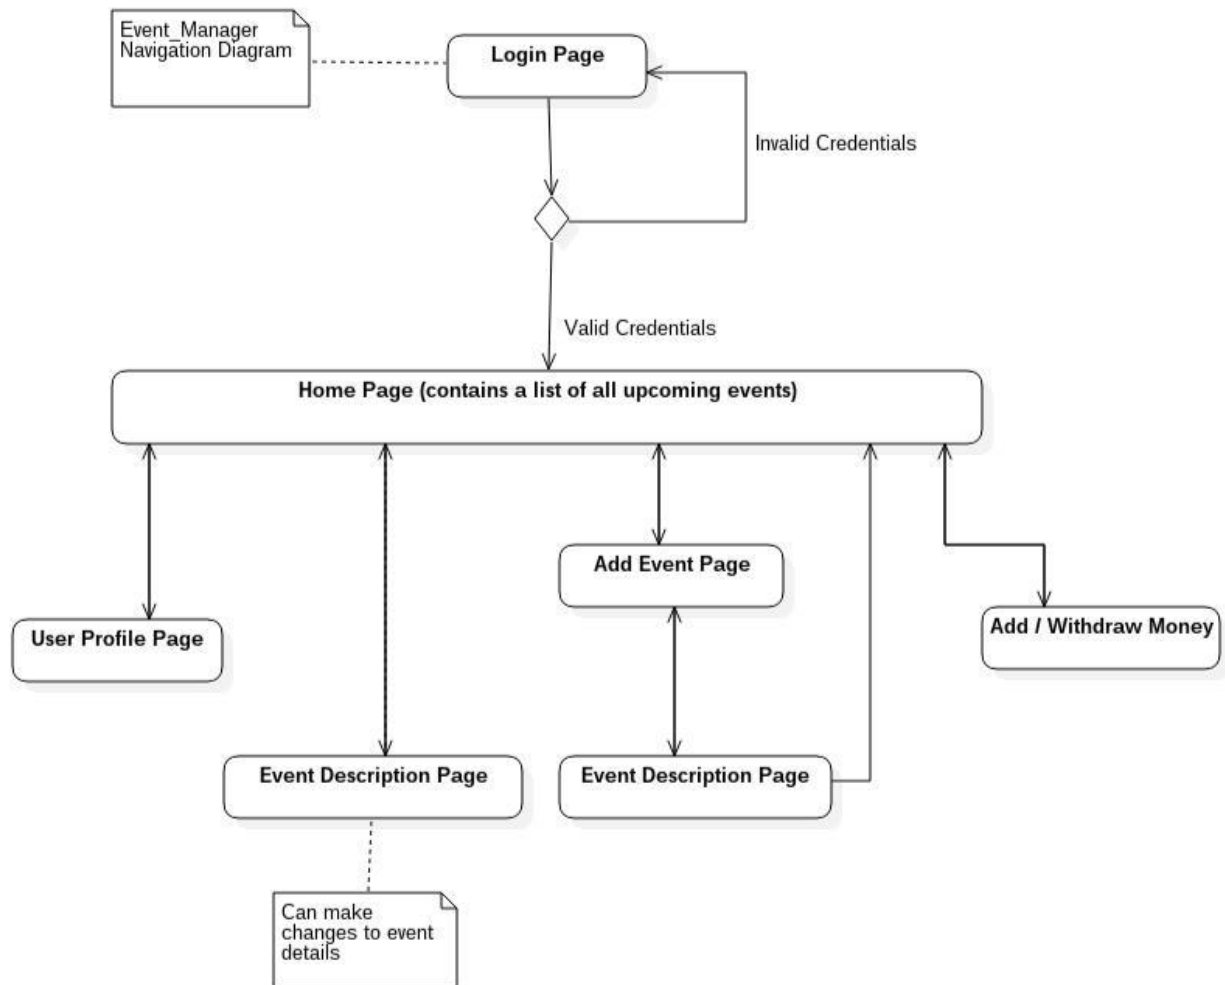 Event_Manager
Navigation Diagram
Login Page
Invalid Credentials
Valid Credentials
Home Page (contains a list of all upcoming events)
Add Event Page
User Profile Page
Add / Withdraw Money
Event Description Page
Event Description Page
Can make
changes to event
details